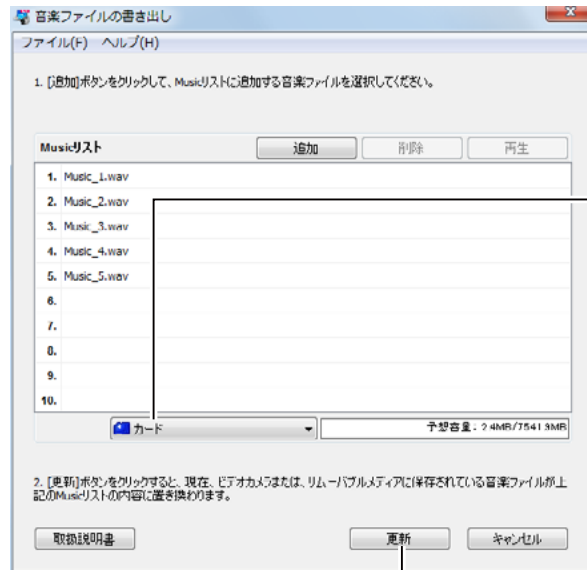 音楽ファイルの書き出し
ファイル(F) ヘルプ(H)
1. [追加]ボタンをクリックして、Musicリストに追加する音楽ファイルを選択してください。
Musicリスト 追加 削除 再生
1. Music_1.wav
2. Music_2.wav
3. Music_3.wav
4. Music_4.wav
5. Music_5.wav
6.
7.
8.
9.
10.
カード 予想容量: 2.4MB/7541.9MB
2. [更新]ボタンをクリックすると、現在、ビデオカメラまたは、リムーバブルメディアに保存されている音楽ファイルが上
記のMusicリストの内容に置き換わります。
取扱説明書 更新 キャンセル